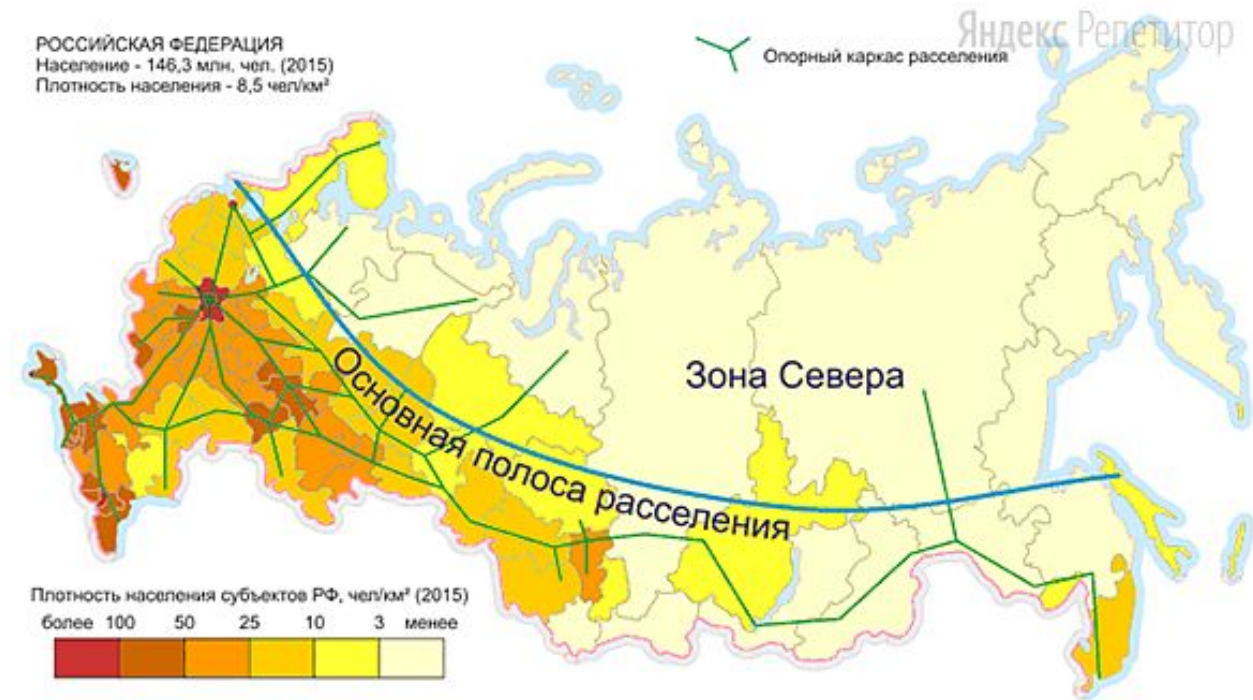 Яндекс Репетитор
РОССИЙСКАЯ ФЕДЕРАЦИЯ
Население - 146,3 млн. чел. (2015)
Плотность населения - 8,5 чел/км²
Опорный каркас расселения
Зона Севера
Основная полоса расселения
Плотность населения субъектов РФ, чел/км² (2015)
более 100 50 25 10 3 менее